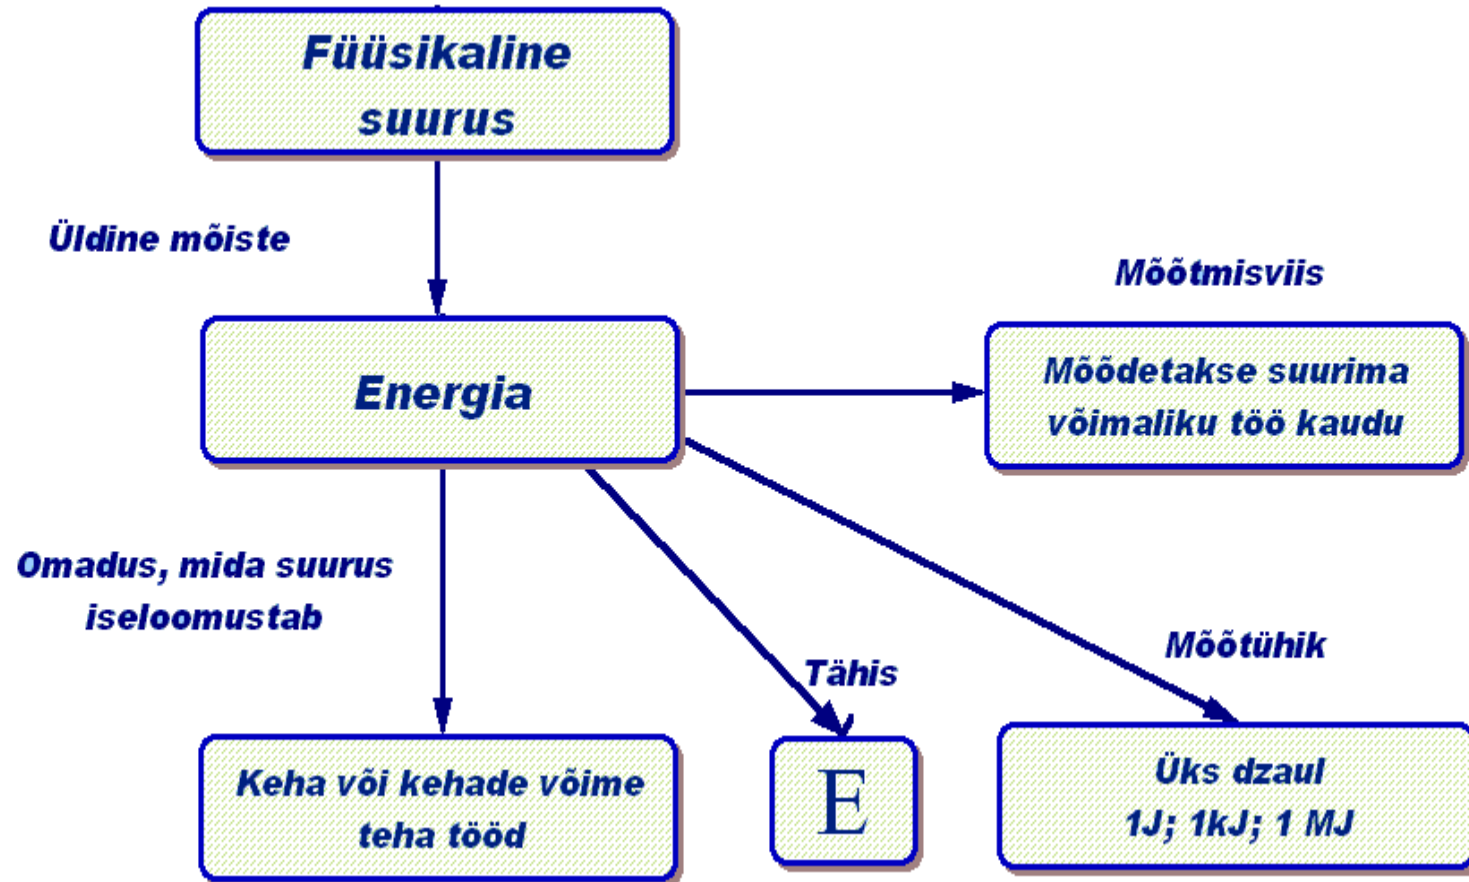 Füüsikaline
suurus
Üldine mõiste
Mõõtmisviis
Energia
Mõõdetakse suurima
võimaliku töö kaudu
Omadus, mida suurus
iseloomustab
Tähis
Mõõtühik
Keha või kehade võime
teha tööd
E
Üks dzaul
1J; 1kJ; 1 MJ